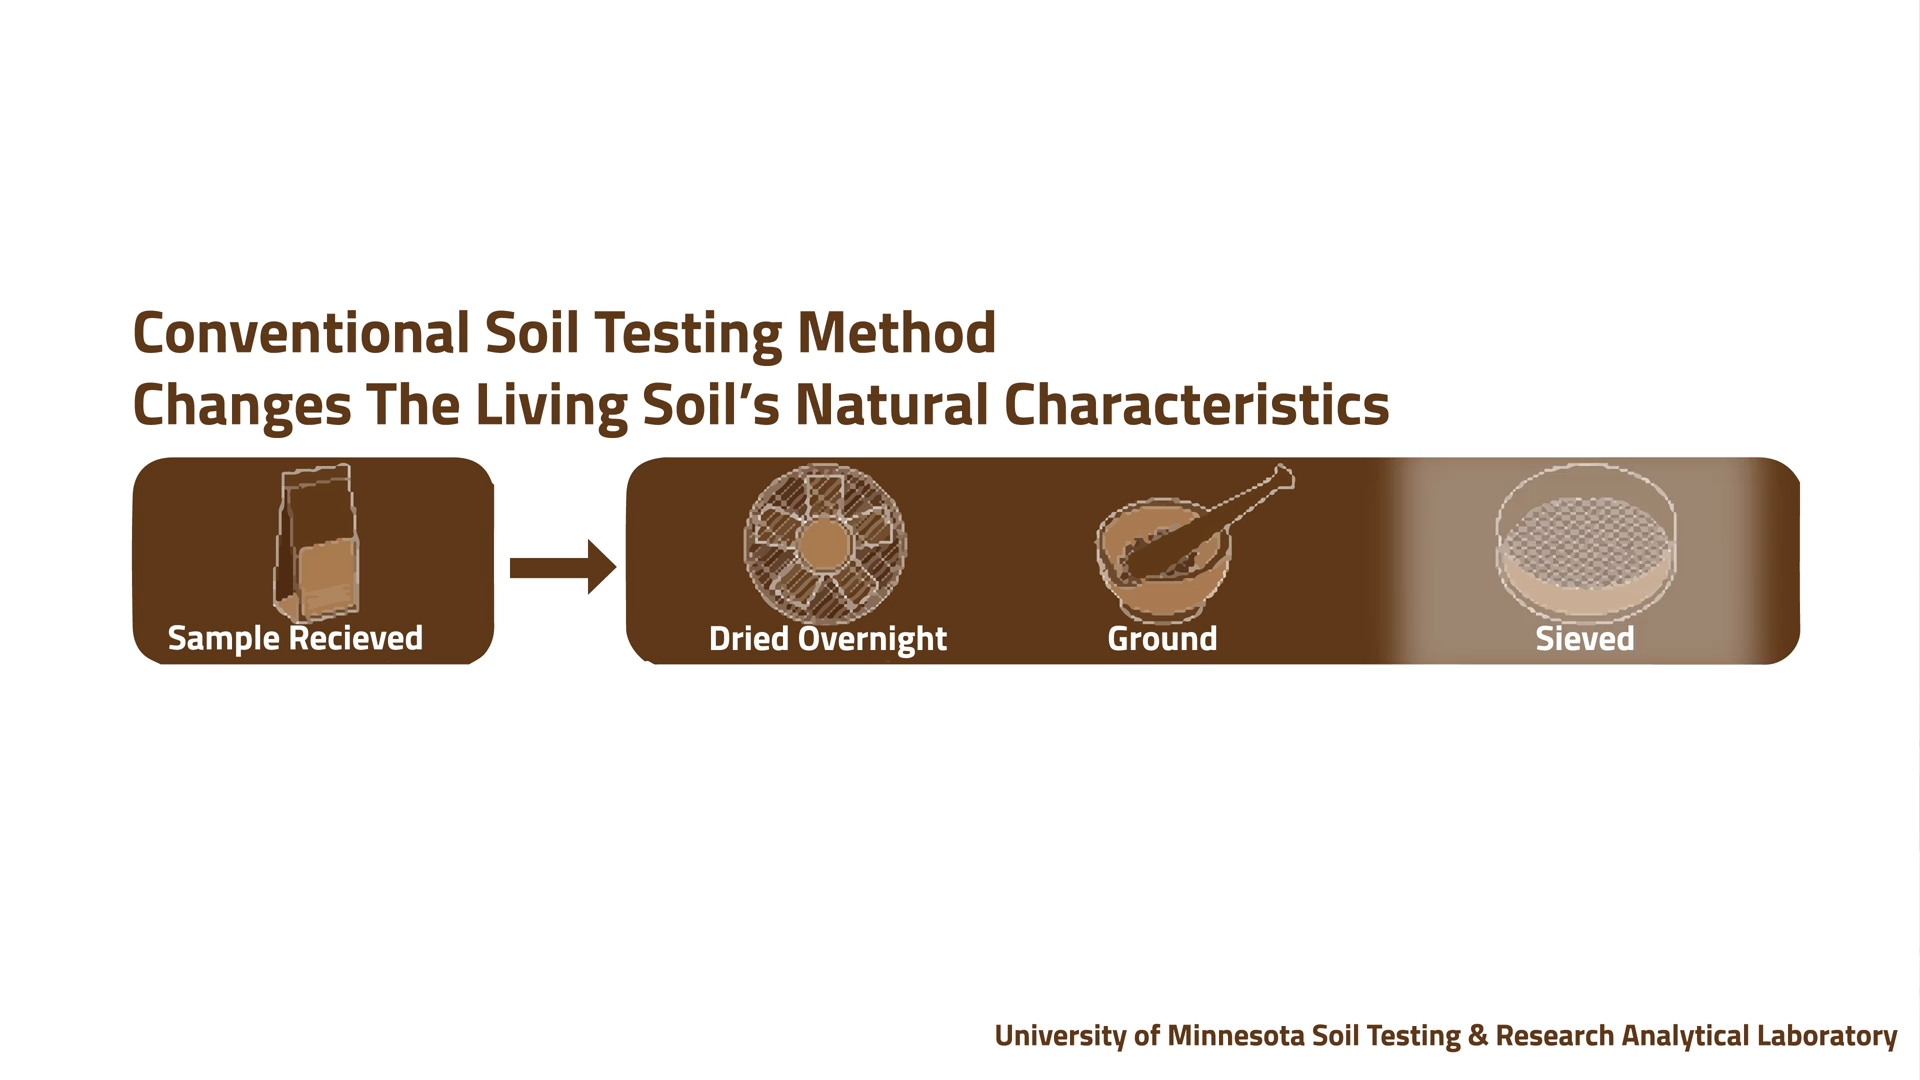 Conventional Soil Testing Method
Changes The Living Soil’s Natural Characteristics
Sample Recieved
Dried Overnight
Ground
Sieved
University of Minnesota Soil Testing & Research Analytical Laboratory